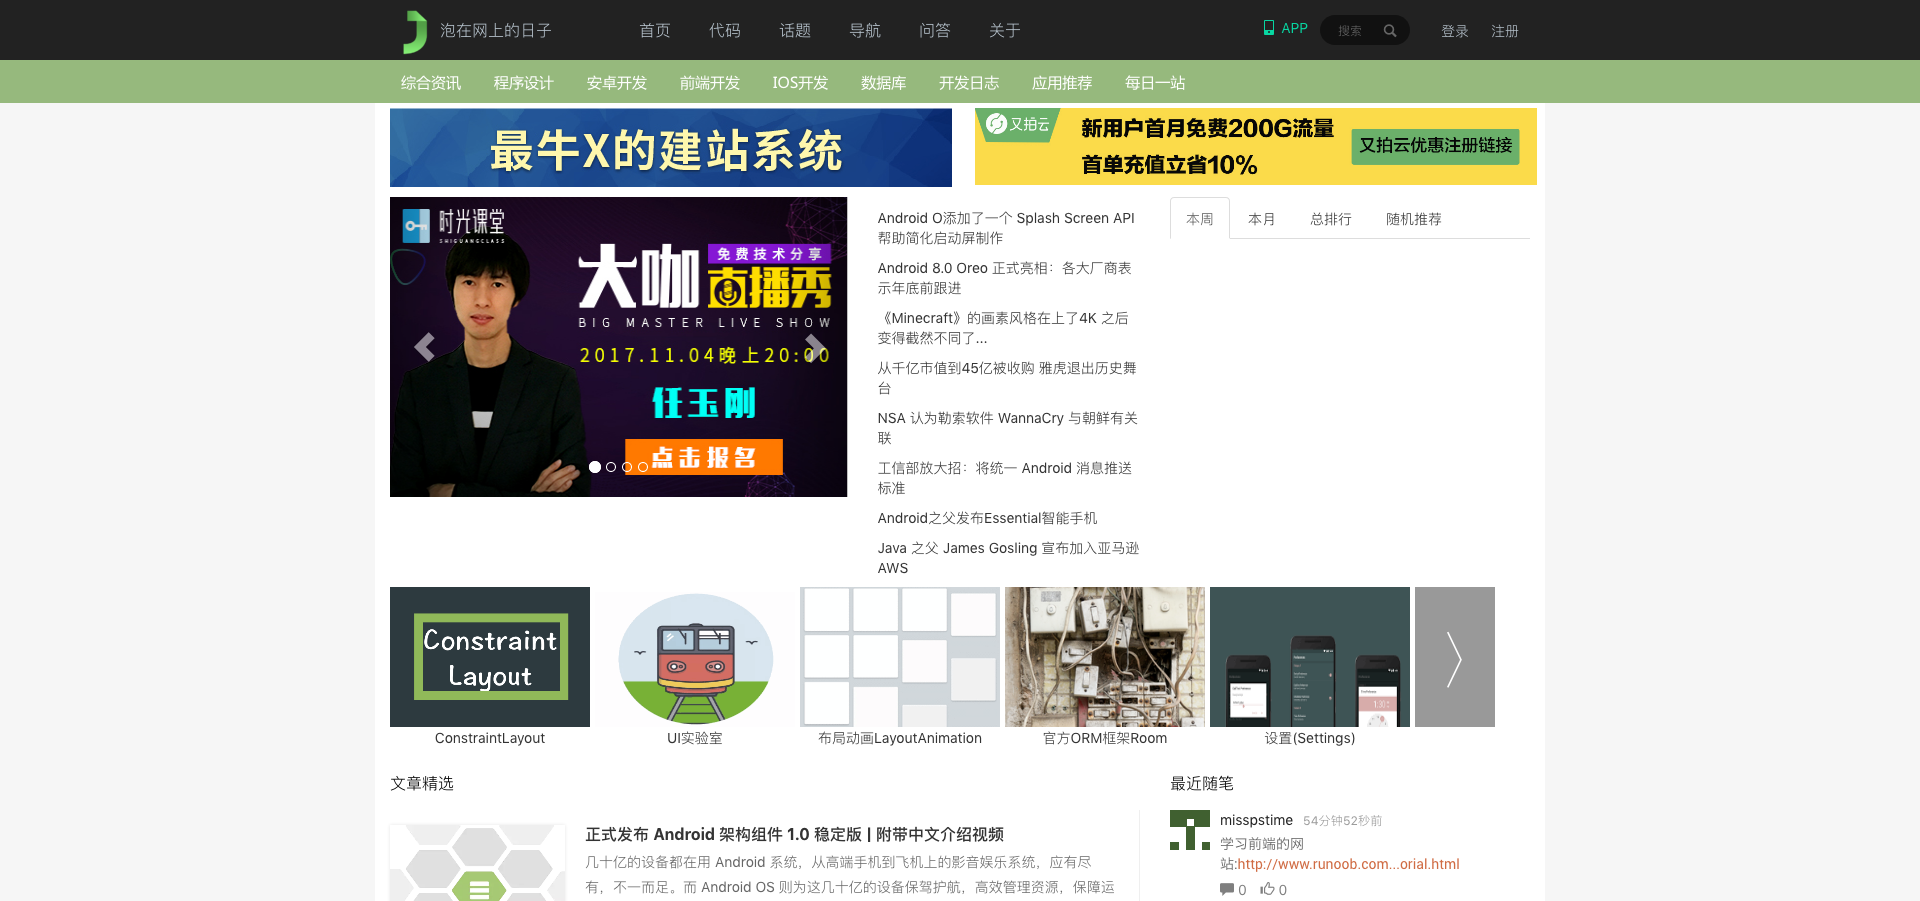 泡在网上的日子
首页
代码
话题
导航
问答
关于
APP
搜索
登录
注册
综合资讯
程序设计
安卓开发
前端开发
IOS开发
数据库
开发日志
应用推荐
每日一站
最牛X的建站系统
又拍云
新用户首月免费200G流量
首单充值立省10%
又拍云优惠注册链接
时光课堂
SHIGUANGCLASS
大咖
免费技术分享
直播秀
BIG MASTER LIVE SHOW
2017.11.04晚上20:00
任玉刚
点击报名
Android O添加了一个 Splash Screen API
帮助简化启动屏制作
Android 8.0 Oreo 正式亮相：各大厂商表
示年底前跟进
《Minecraft》的画素风格在上了4K 之后
变得截然不同了...
从千亿市值到45亿被收购 雅虎退出历史舞
台
NSA 认为勒索软件 WannaCry 与朝鲜有关
联
工信部放大招：将统一 Android 消息推送
标准
Android之父发布Essential智能手机
Java 之父 James Gosling 宣布加入亚马逊
AWS
本周
本月
总排行
随机推荐
Constraint
Layout
ConstraintLayout
UI实验室
布局动画LayoutAnimation
官方ORM框架Room
设置(Settings)
文章精选
正式发布 Android 架构组件 1.0 稳定版 | 附带中文介绍视频
几十亿的设备都在用 Android 系统，从高端手机到飞机上的影音娱乐系统，应有尽
有，不一而足。而 Android OS 则为这几十亿的设备保驾护航，高效管理资源，保障运
最近随笔
misspstime 54分钟52秒前
学习前端的网
站:http://www.runoob.com...orial.html
0
0